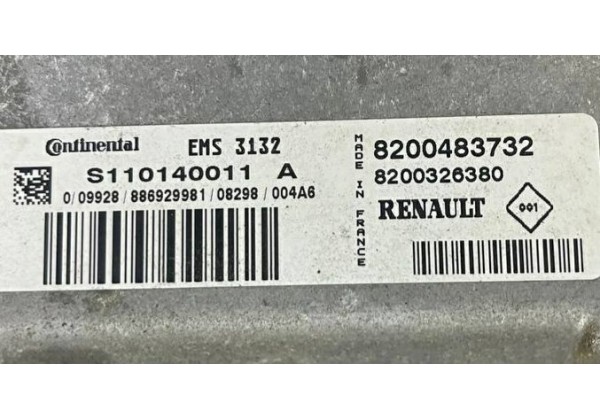 Continental EMS 3132
S110140011 A
0/09928/886929981/08298/004A6
MADE IN FRANCE
8200483732
8200326380
RENAULT 001